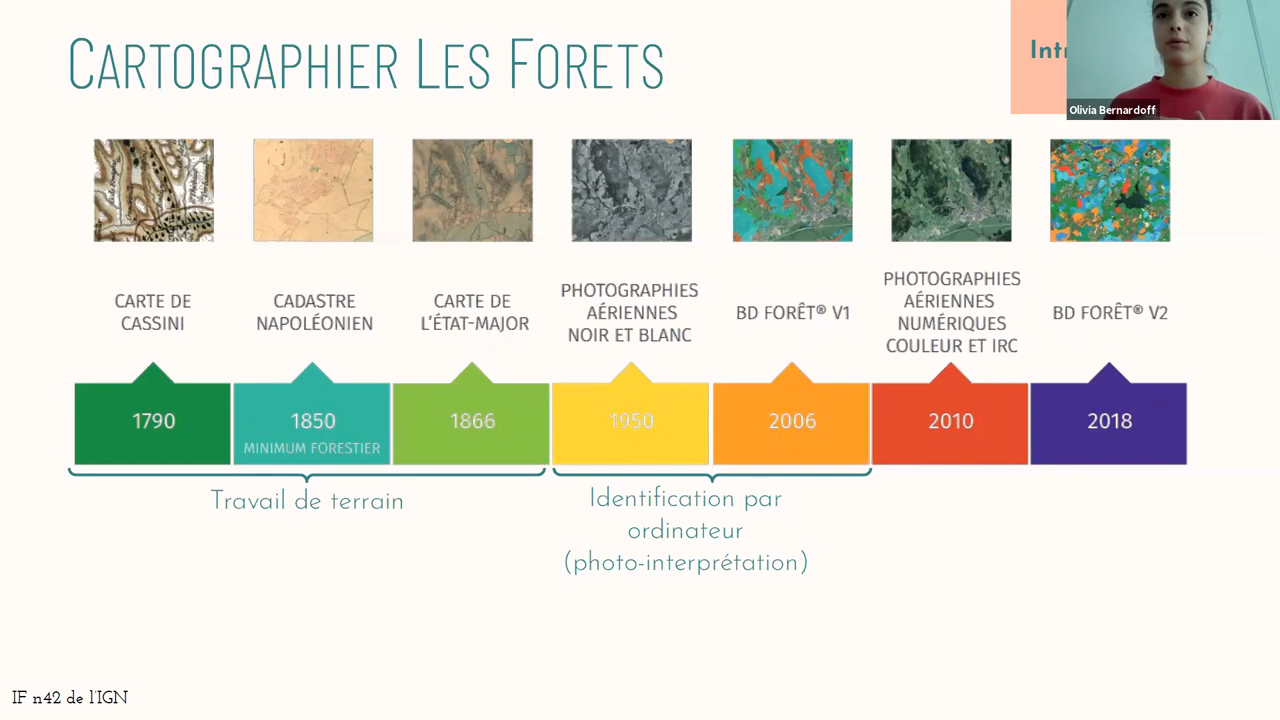 CARTOGRAPHIER LES FORETS
Olivia Bernardoff
CARTE DE
CASSINI
CADASTRE
NAPOLÉONIEN
CARTE DE
L'ÉTAT-MAJOR
PHOTOGRAPHIES
AÉRIENNES
NOIR ET BLANC
BD FORÊT® V1
PHOTOGRAPHIES
AÉRIENNES
NUMÉRIQUES
COULEUR ET IRC
BD FORÊT® V2
1790
1850
MINIMUM FORESTIER
1866
1950
2006
2010
2018
Travail de terrain
Identification par
ordinateur
(photo-interprétation)
IF n42 de l'IGN